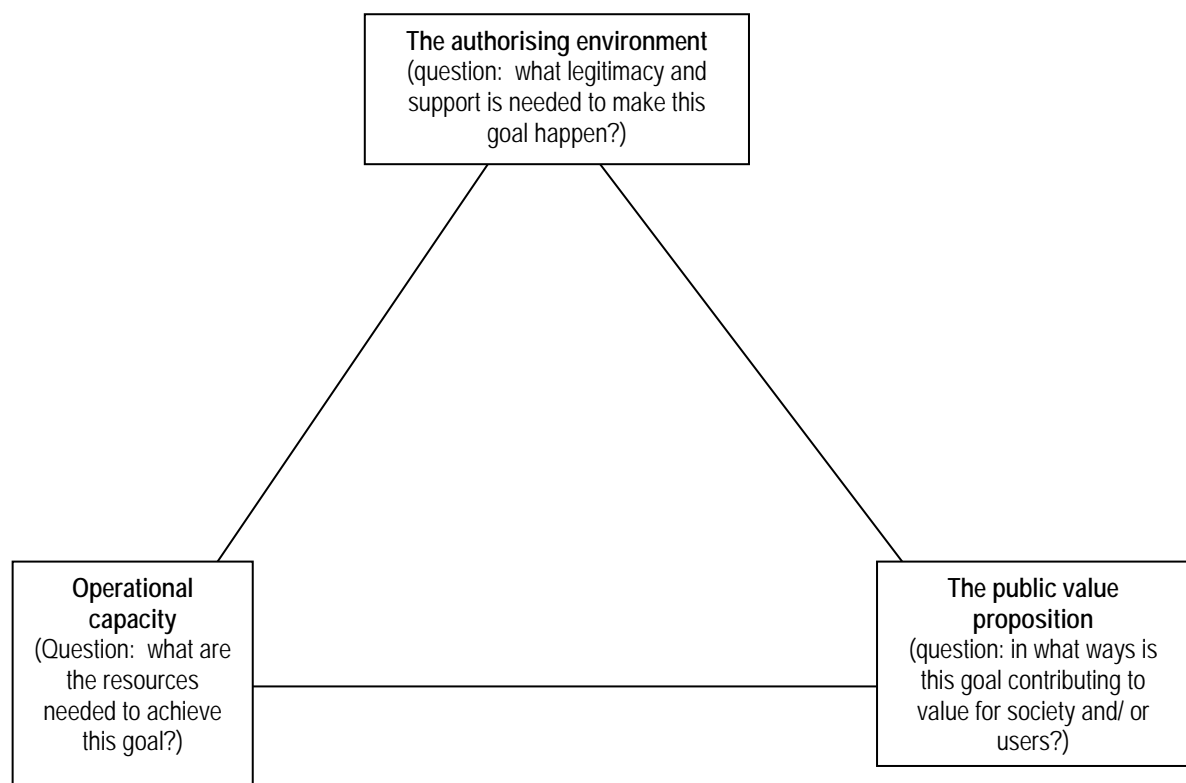 The authorising environment
(question:  what legitimacy and
support is needed to make this
goal happen?)
Operational
capacity
(Question:  what are
the resources
needed to achieve
this goal?)
The public value
proposition
(question: in what ways is
this goal contributing to
value for society and/ or
users?)